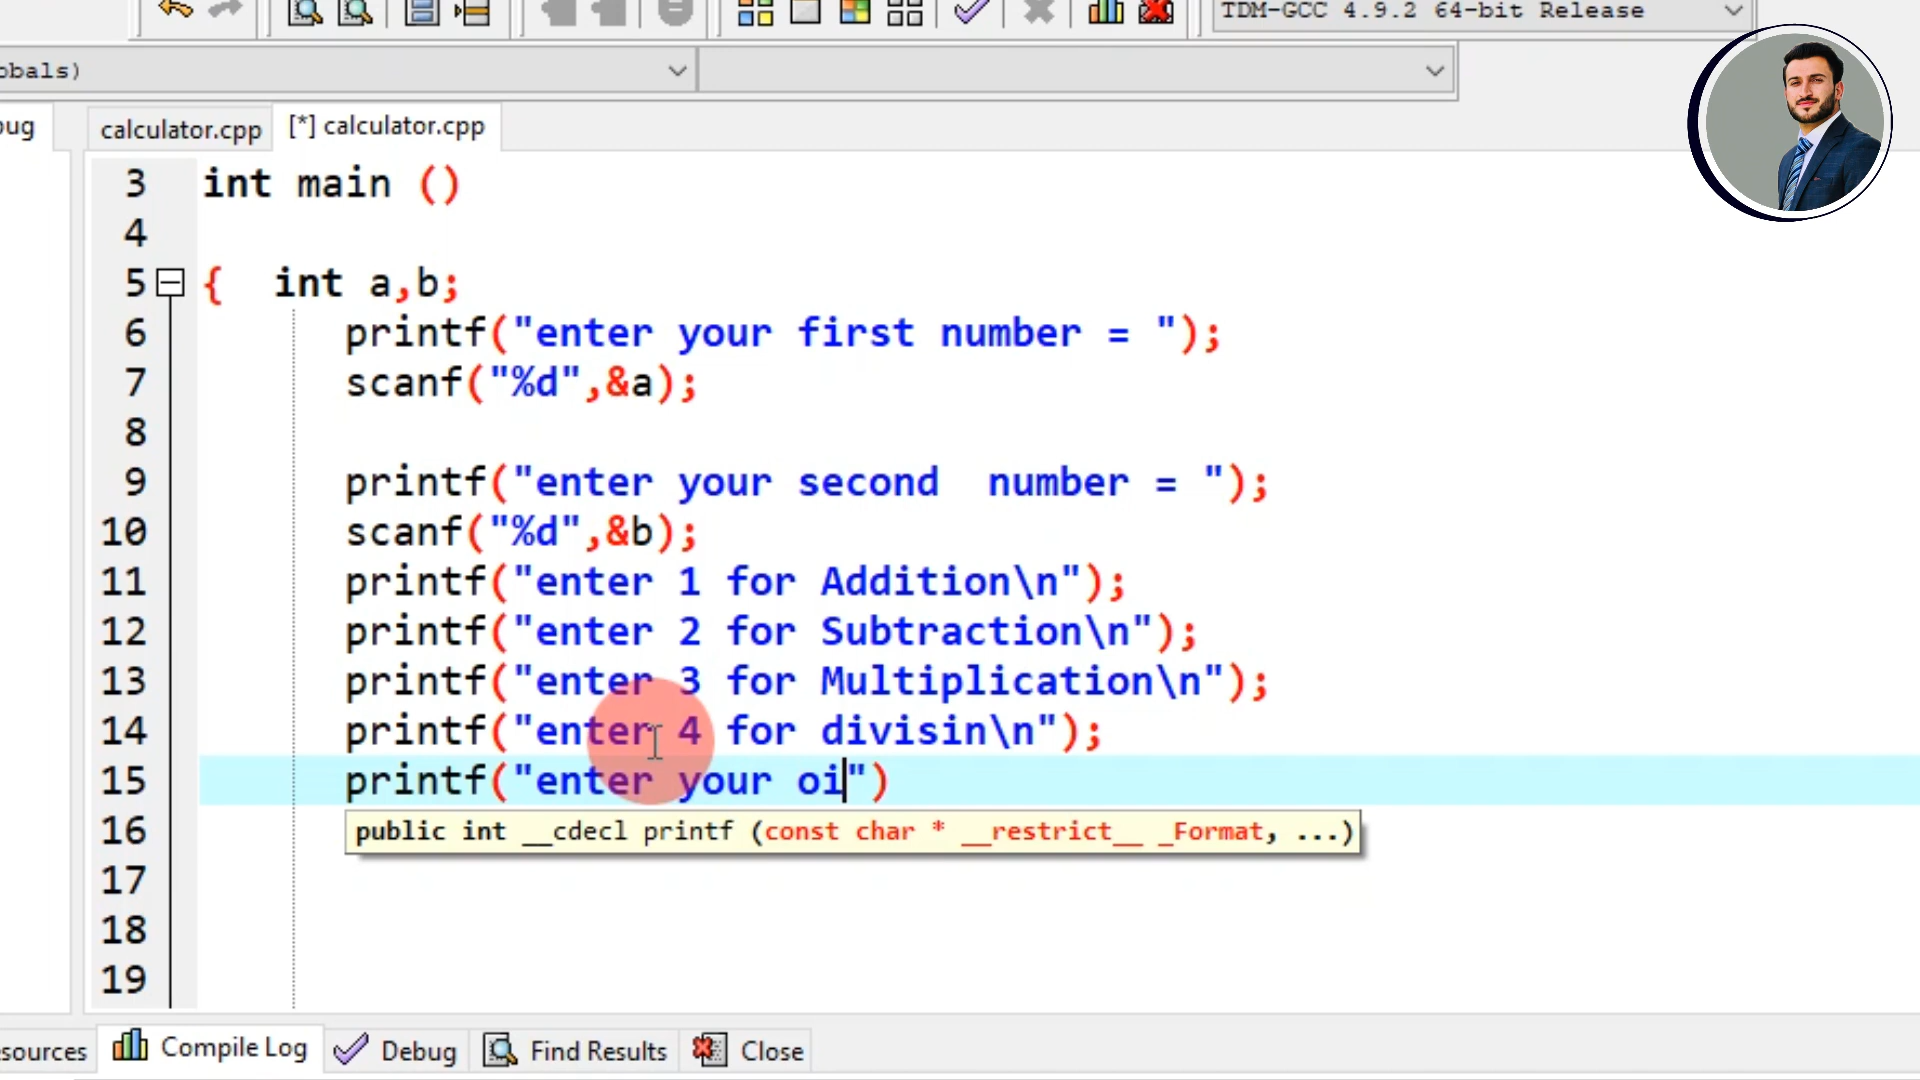 TDM-GCC 4.9.2 64-bit Release
obals)
ug calculator.cpp [*] calculator.cpp
3 int main ()
4
5 { int a,b;
6 printf("enter your first number = ");
7 scanf("%d",&a);
8
9 printf("enter your second  number = ");
10 scanf("%d",&b);
11 printf("enter 1 for Addition\n");
12 printf("enter 2 for Subtraction\n");
13 printf("enter 3 for Multiplication\n");
14 printf("enter 4 for divisin\n");
15 printf("enter your oi")
16 public int __cdecl printf (const char * __restrict__ _Format, ...)
17
18
19
sources Compile Log Debug Find Results Close